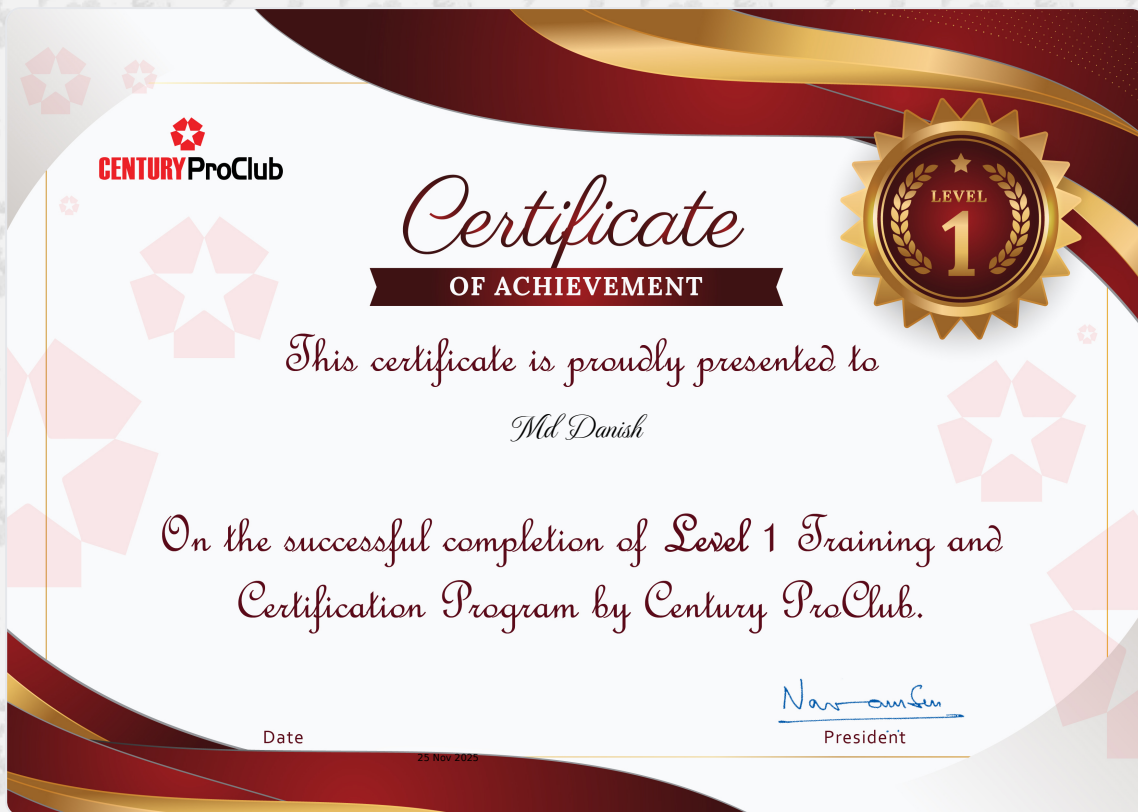 CENTURY ProClub
LEVEL
1
Certificate
OF ACHIEVEMENT
This certificate is proudly presented to
Md Danish
On the successful completion of Level 1 Training and
Certification Program by Century ProClub.
Date
President
25 Nov 2025